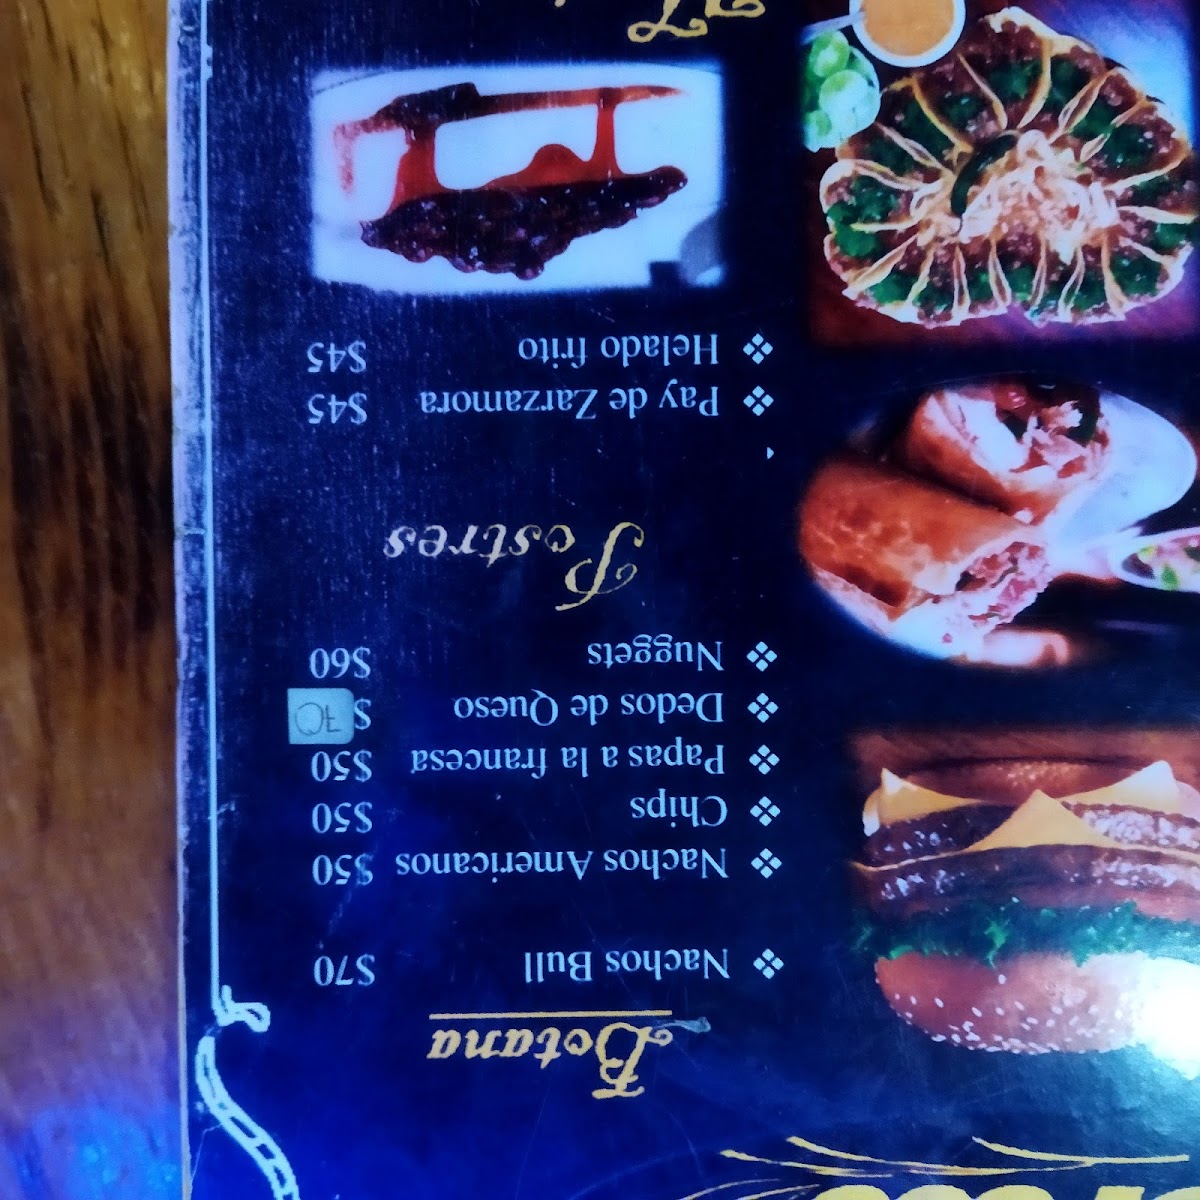 Botana
❖ Nachos Bull $70
❖ Nachos Americanos $50
❖ Chips $50
❖ Papas a la francesa $50
❖ Dedos de Queso $70
❖ Nuggets $60
Postres
❖ Pay de Zarzamora $45
❖ Helado frito $45